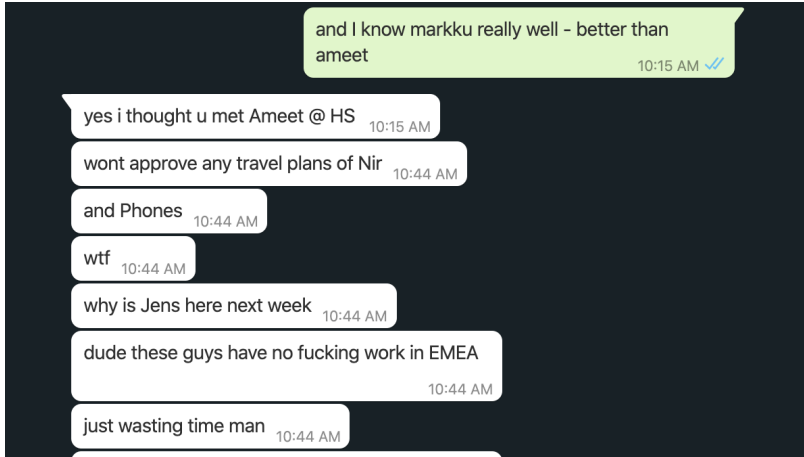 and I know markku really well - better than
ameet
10:15 AM
yes i thought u met Ameet @ HS 10:15 AM
wont approve any travel plans of Nir 10:44 AM
and Phones 10:44 AM
wtf 10:44 AM
why is Jens here next week 10:44 AM
dude these guys have no fucking work in EMEA
10:44 AM
just wasting time man 10:44 AM